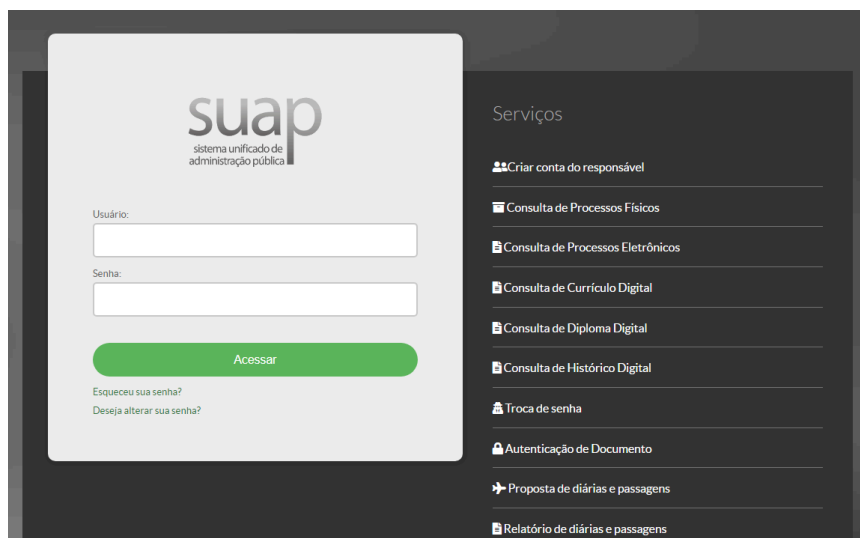 suap
sistema unificado de
administração pública
Usuário:
Senha:
Acessar
Esqueceu sua senha?
Deseja alterar sua senha?
Serviços
Criar conta do responsável
Consulta de Processos Físicos
Consulta de Processos Eletrônicos
Consulta de Currículo Digital
Consulta de Diploma Digital
Consulta de Histórico Digital
Troca de senha
Autenticação de Documento
Proposta de diárias e passagens
Relatório de diárias e passagens